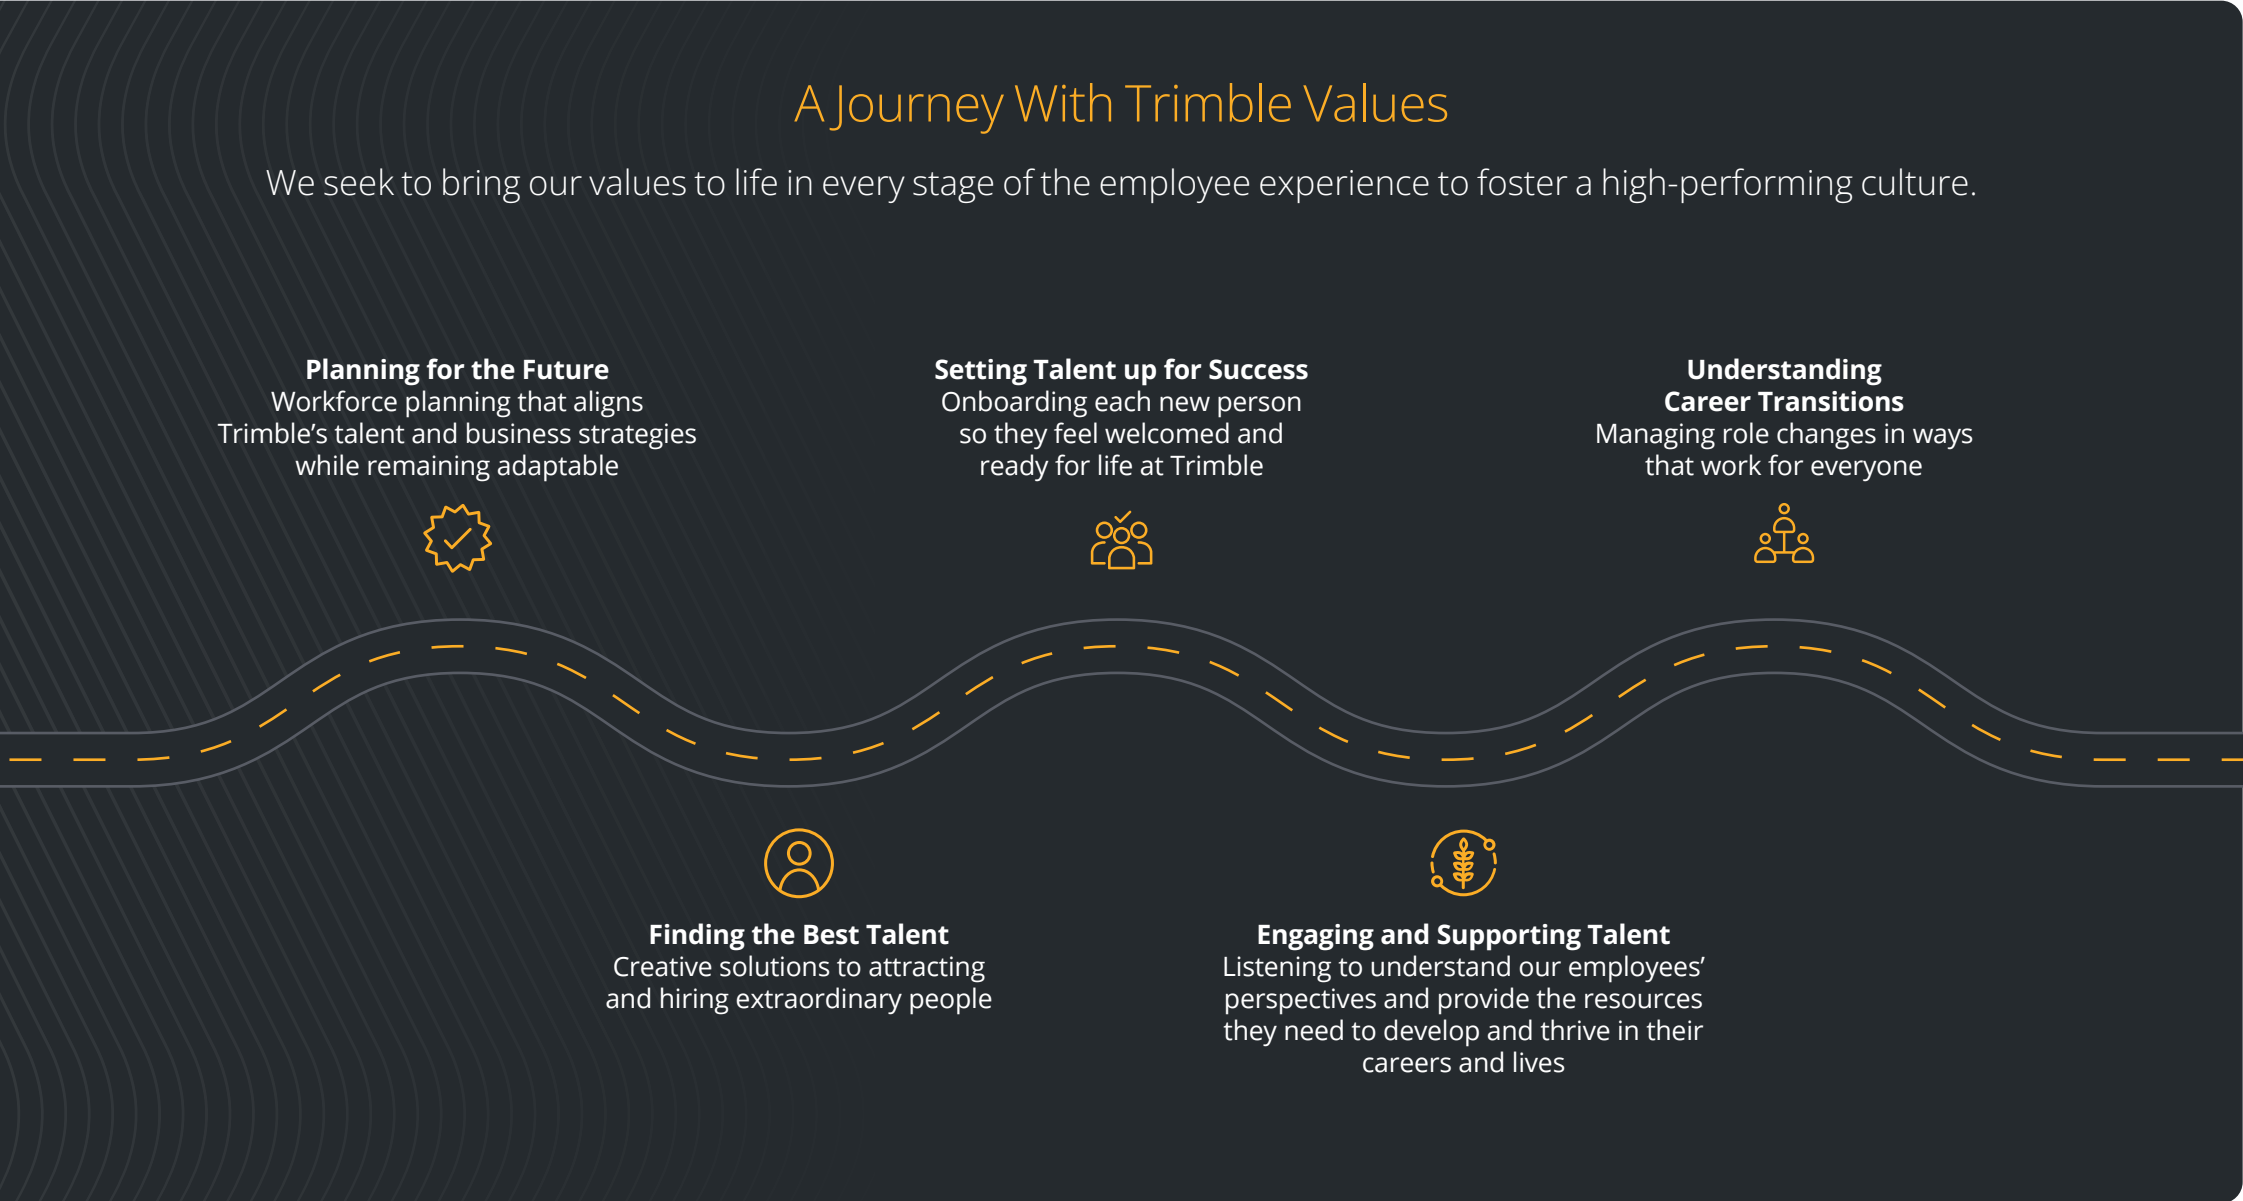 A Journey With Trimble Values
We seek to bring our values to life in every stage of the employee experience to foster a high-performing culture.
Planning for the Future
Workforce planning that aligns
Trimble’s talent and business strategies
while remaining adaptable
Setting Talent up for Success
Onboarding each new person
so they feel welcomed and
ready for life at Trimble
Understanding
Career Transitions
Managing role changes in ways
that work for everyone
Finding the Best Talent
Creative solutions to attracting
and hiring extraordinary people
Engaging and Supporting Talent
Listening to understand our employees’
perspectives and provide the resources
they need to develop and thrive in their
careers and lives